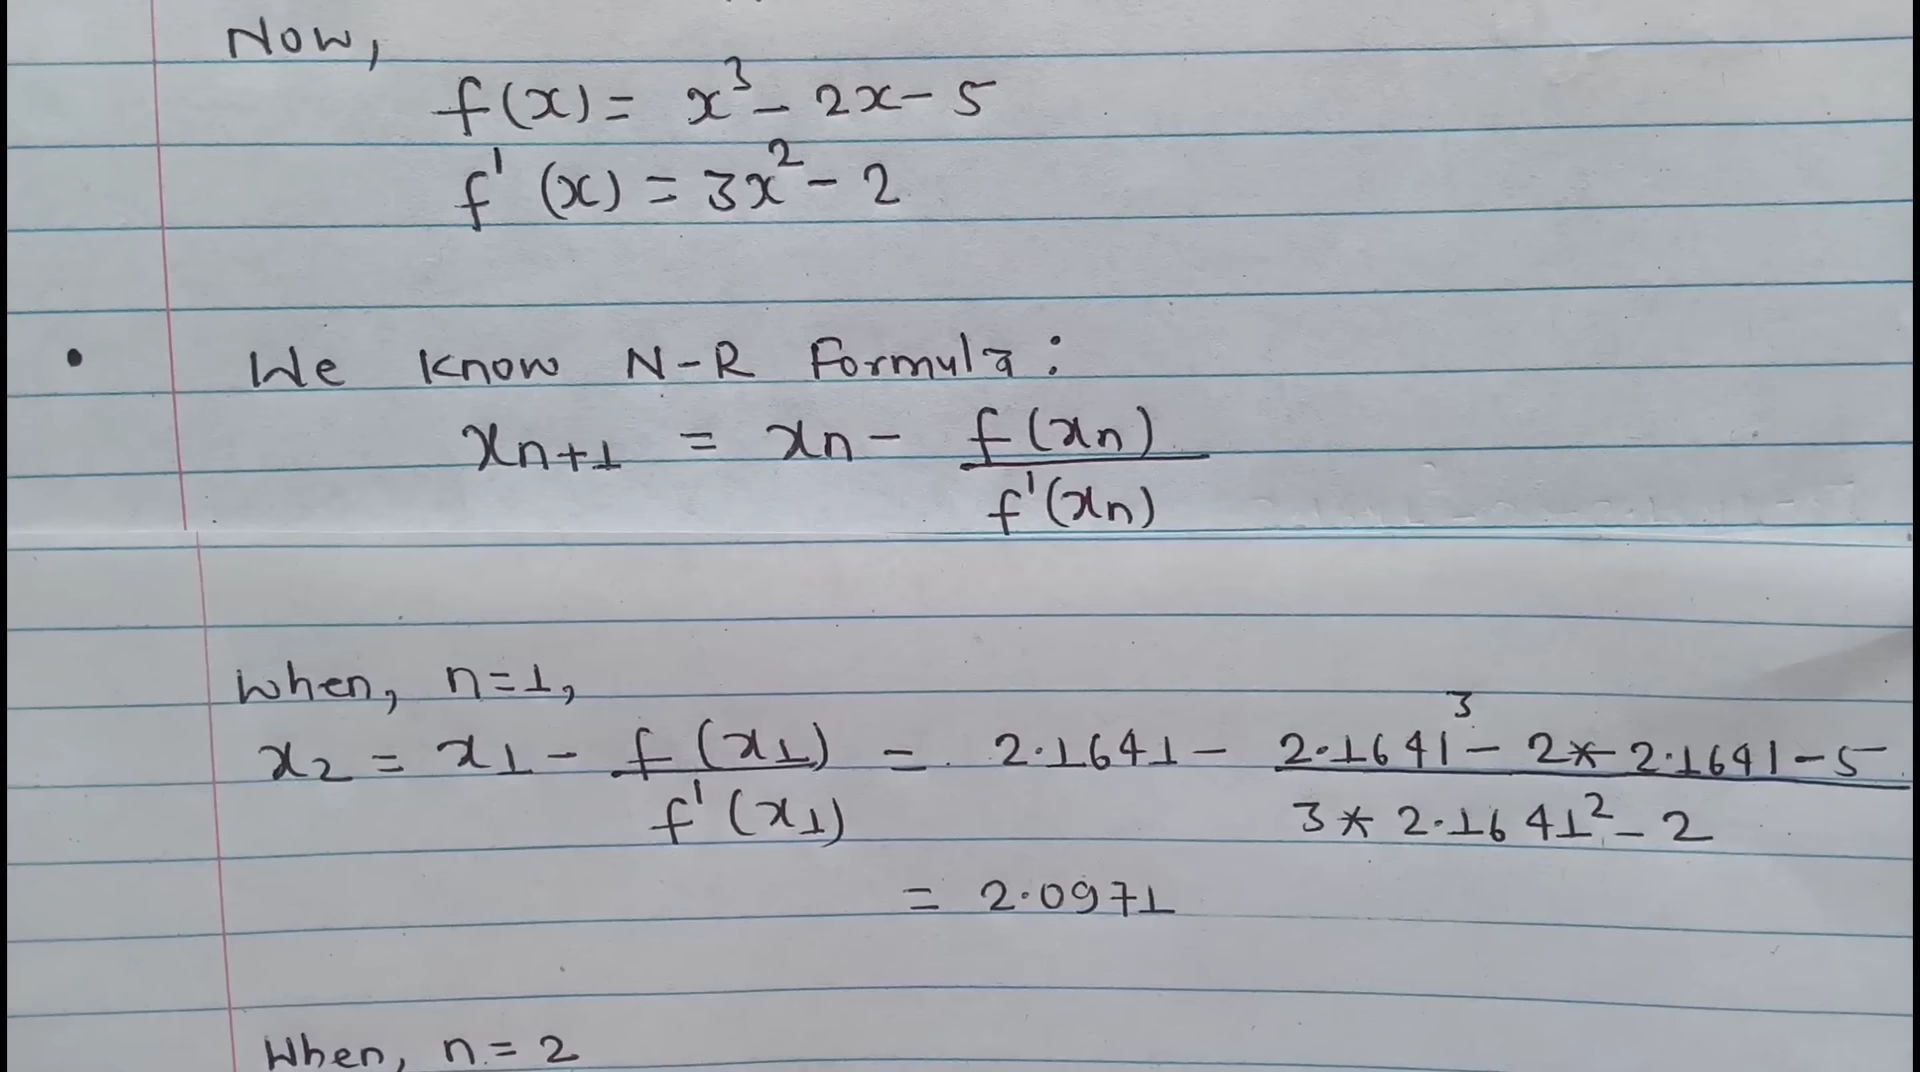 Now,
f(x) = x³ - 2x - 5
f'(x) = 3x² - 2
• We know N-R Formula:
xn+1 = xn - f(xn) / f'(xn)
When, n=1,
x2 = x1 - f(x1) / f'(x1) = 2.1641 - 2.1641³ - 2* 2.1641 - 5 / 3* 2.1641² - 2
= 2.0971
When, n = 2